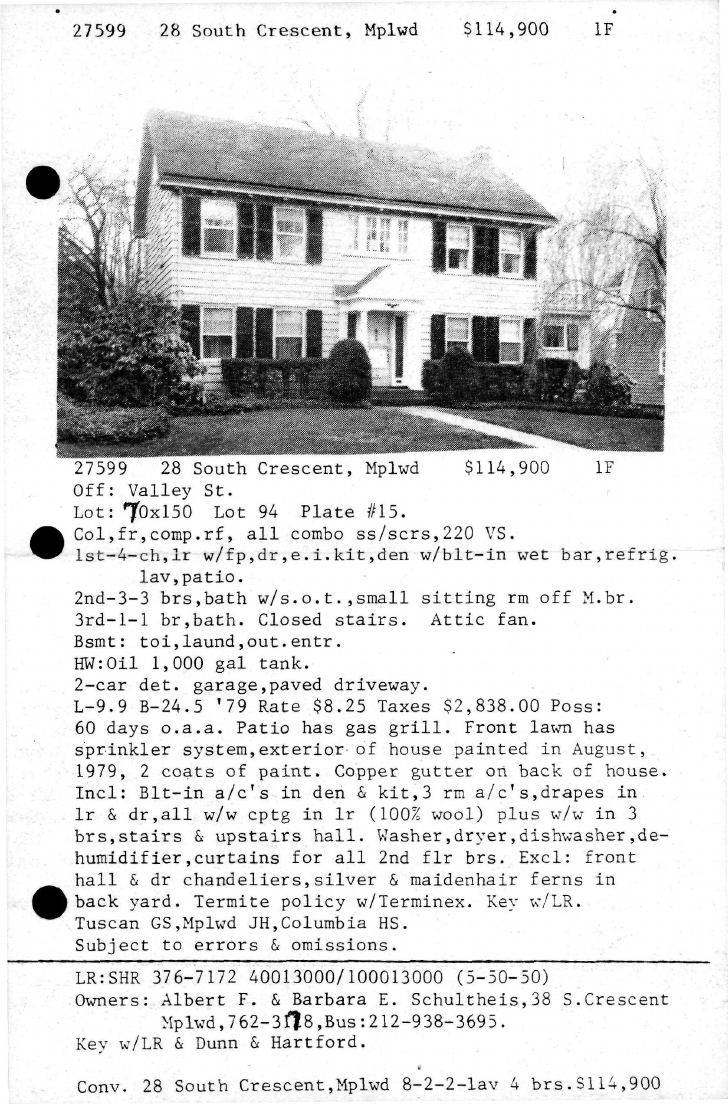 27599 28 South Crescent, Mplwd $114,900 1F
27599 28 South Crescent, Mplwd $114,900 1F
Off: Valley St.
Lot: 70x150 Lot 94 Plate #15.
Col,fr,comp.rf, all combo ss/scrs,220 VS.
1st-4-ch,lr w/fp,dr,e.i.kit,den w/blt-in wet bar,refrig.
lav,patio.
2nd-3-3 brs,bath w/s.o.t.,small sitting rm off M.br.
3rd-1-1 br,bath. Closed stairs. Attic fan.
Bsmt: toi,laund,out.entr.
HW:Oil 1,000 gal tank.
2-car det. garage,paved driveway.
L-9.9 B-24.5 '79 Rate $8.25 Taxes $2,838.00 Poss:
60 days o.a.a. Patio has gas grill. Front lawn has
sprinkler system,exterior of house painted in August,
1979, 2 coats of paint. Copper gutter on back of house.
Incl: Blt-in a/c's in den & kit,3 rm a/c's,drapes in
lr & dr,all w/w cptg in lr (100% wool) plus w/w in 3
brs,stairs & upstairs hall. Washer,dryer,dishwasher,de-
humidifier,curtains for all 2nd flr brs. Excl: front
hall & dr chandeliers,silver & maidenhair ferns in
back yard. Termite policy w/Terminex. Key w/LR.
Tuscan GS,Mplwd JH,Columbia HS.
Subject to errors & omissions.
LR:SHR 376-7172 40013000/100013000 (5-50-50)
Owners: Albert F. & Barbara E. Schultheis,38 S.Crescent
Mplwd,762-3178,Bus:212-938-3695.
Key w/LR & Dunn & Hartford.
Conv. 28 South Crescent,Mplwd 8-2-2-lav 4 brs.$114,900